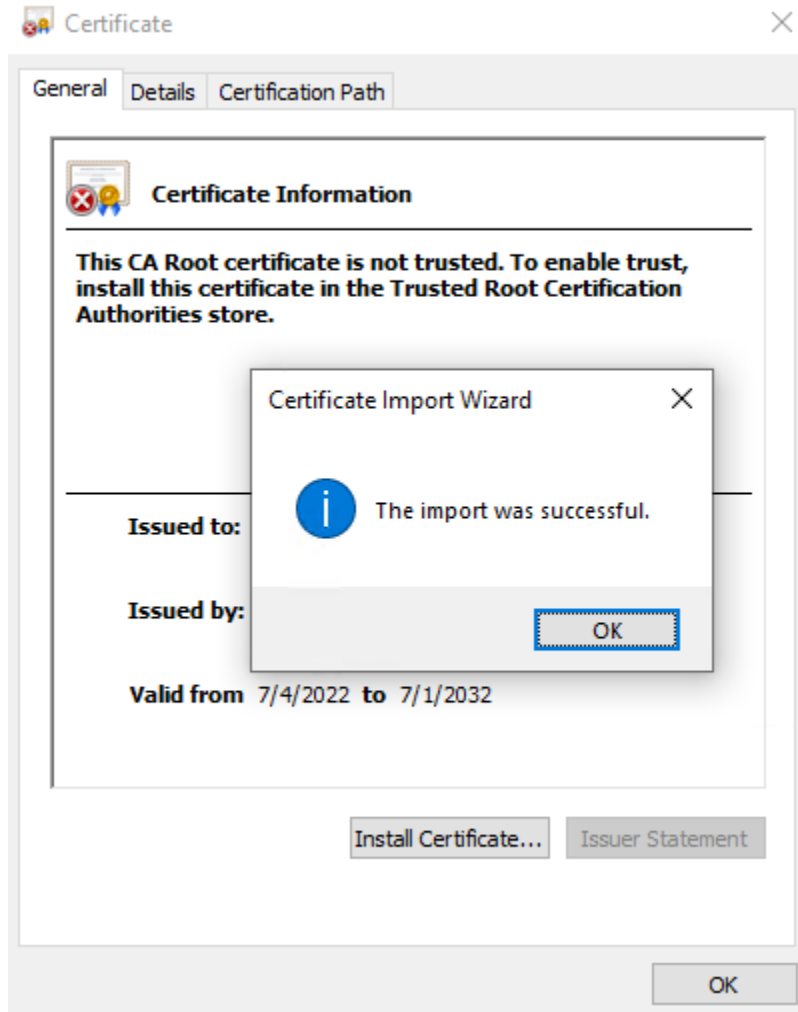 Certificate
General Details Certification Path
Certificate Information
This CA Root certificate is not trusted. To enable trust,
install this certificate in the Trusted Root Certification
Authorities store.
Certificate Import Wizard
The import was successful.
OK
Issued to:
Issued by:
Valid from 7/4/2022 to 7/1/2032
Install Certificate... Issuer Statement
OK